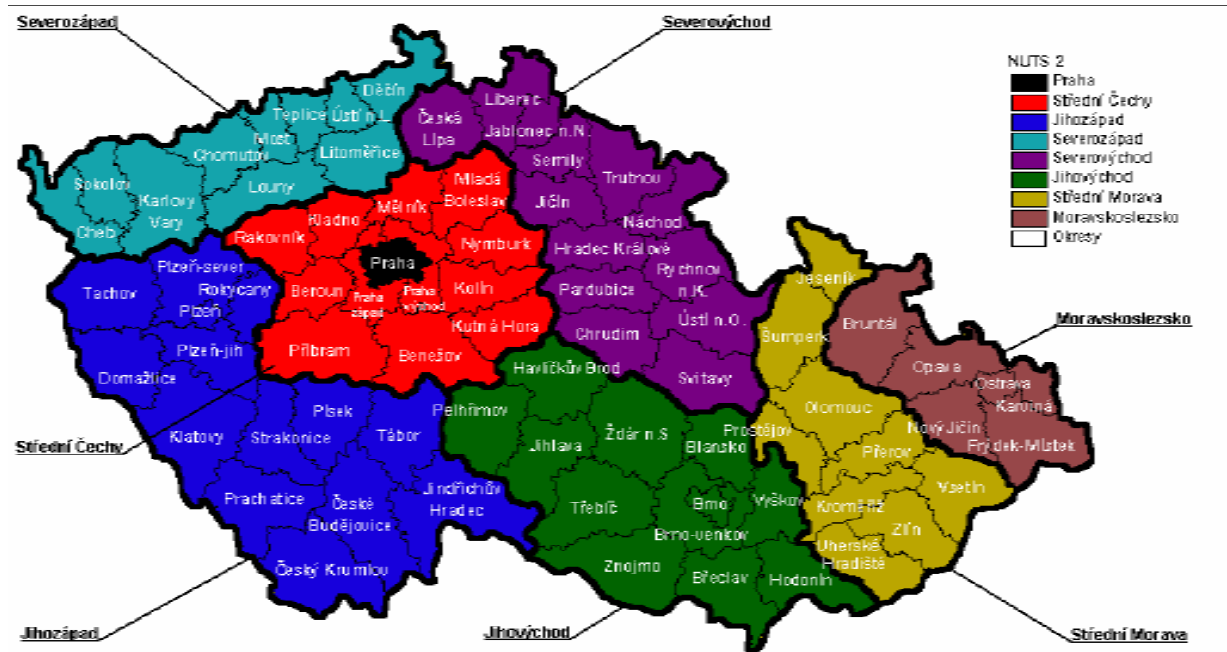 Severozápad
Severovýchod
NUTS 2
Praha
Střední Čechy
Jihozápad
Severozápad
Severovýchod
Jihovýchod
Střední Morava
Moravskoslezsko
Okresy
Děčín
Teplice
Ústí n.L.
Most
Chomutov
Litoměřice
Louny
Sokolov
Karlovy
Vary
Cheb
Česká
Lípa
Liberec
Jablonec n.N.
Semily
Trutnov
Jičín
Náchod
Hradec Králové
Rychnov
n.K.
Pardubice
Ústí n.O.
Chrudim
Svitavy
Mladá
Boleslav
Mělník
Kladno
Rakovník
Nymburk
Praha
Beroun
Praha
západ
Praha
východ
Kolín
Kutná Hora
Příbram
Benešov
Plzeň-sever
Rokycany
Tachov
Plzeň
Plzeň-jih
Domažlice
Klatovy
Písek
Strakonice
Tábor
Prachatice
České
Budějovice
Jindřichův
Hradec
Český Krumlov
Havlíčkův Brod
Pelhřimov
Jihlava
Žďár n.S
Blansko
Třebíč
Brno
Vyškov
Brno-venkov
Znojmo
Břeclav
Hodonín
Jeseník
Šumperk
Olomouc
Prostějov
Přerov
Kroměříž
Vsetín
Zlín
Uherské
Hradiště
Bruntál
Opava
Ostrava
Karviná
Nový Jičín
Frýdek-Místek
Moravskoslezsko
Střední Čechy
Jihozápad
Jihovýchod
Střední Morava